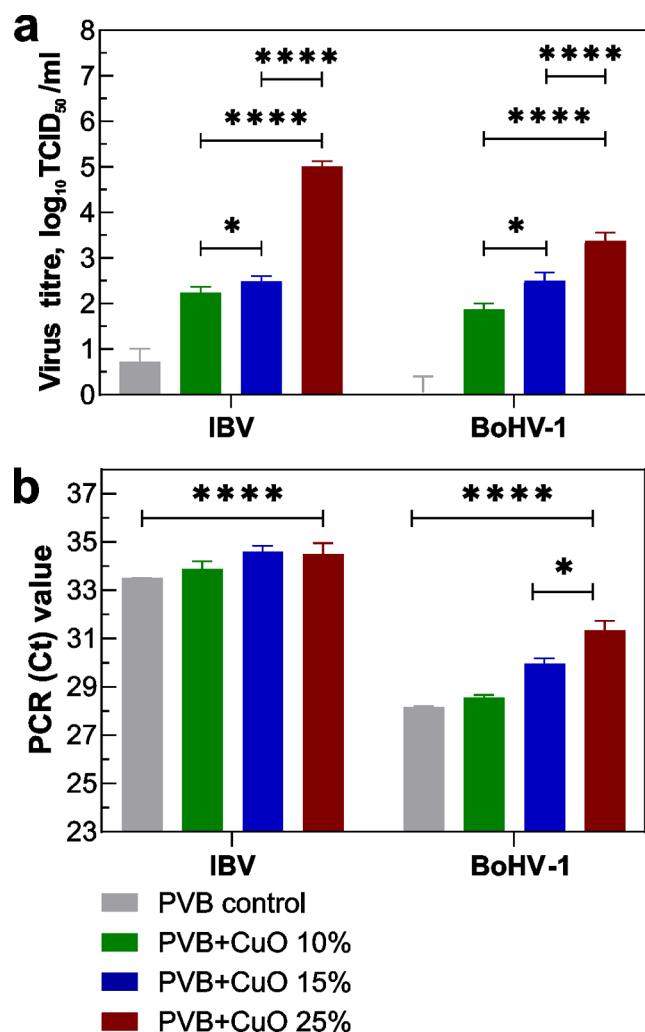 a
Virus titre, log₁₀TCID₅₀/ml
8
7
6
5
4
3
2
1
0
****
****
*
****
****
*
IBV
BoHV-1
b
PCR (Ct) value
37
35
33
31
29
28
26
25
23
****
****
*
IBV
BoHV-1
PVB control
PVB+CuO 10%
PVB+CuO 15%
PVB+CuO 25%